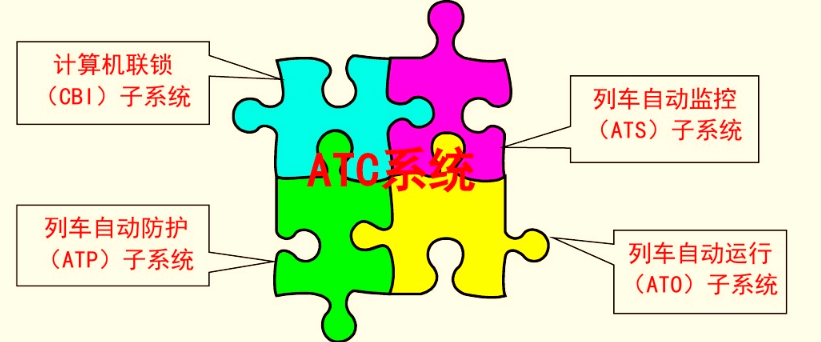 计算机联锁
（CBI）子系统
列车自动监控
（ATS）子系统
ATC系统
列车自动防护
（ATP）子系统
列车自动运行
（ATO）子系统